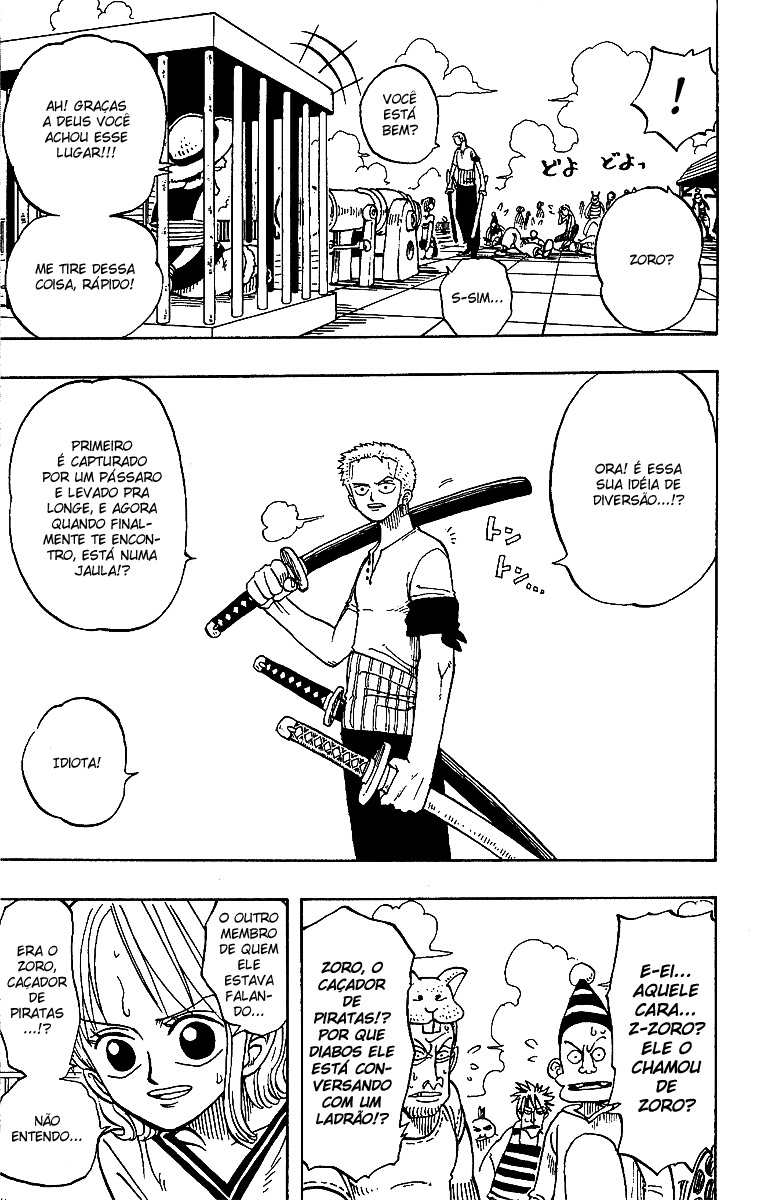 !
どよ どよっ
ZORO?
VOCÊ
ESTÁ
BEM?
S-SIM...
AH! GRAÇAS
A DEUS VOCÊ
ACHOU ESSE
LUGAR!!!
ME TIRE DESSA
COISA, RÁPIDO!
ORA! É ESSA
SUA IDÉIA DE
DIVERSÃO...!?
トン
トン...
PRIMEIRO
É CAPTURADO
POR UM PÁSSARO
E LEVADO PRA
LONGE, E AGORA
QUANDO FINAL-
MENTE TE ENCON-
TRO, ESTÁ NUMA
JAULA!?
IDIOTA!
E-EI...
AQUELE
CARA...
Z-ZORO?
ELE O
CHAMOU
DE
ZORO?
ZORO, O
CAÇADOR
DE
PIRATAS!?
POR QUE
DIABOS ELE
ESTÁ CON-
VERSANDO
COM UM
LADRÃO!?
O OUTRO
MEMBRO
DE QUEM
ELE
ESTAVA
FALAN-
DO...
ERA O
ZORO,
CAÇADOR
DE
PIRATAS
...!?
NÃO
ENTENDO...